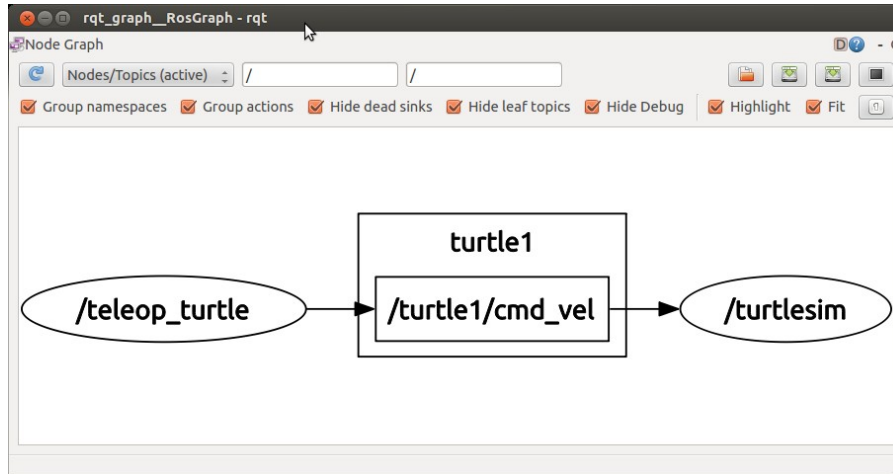 rqt_graph__RosGraph - rqt
Node Graph
D
Nodes/Topics (active) / /
Group namespaces Group actions Hide dead sinks Hide leaf topics Hide Debug Highlight Fit
turtle1
/teleop_turtle /turtle1/cmd_vel /turtlesim